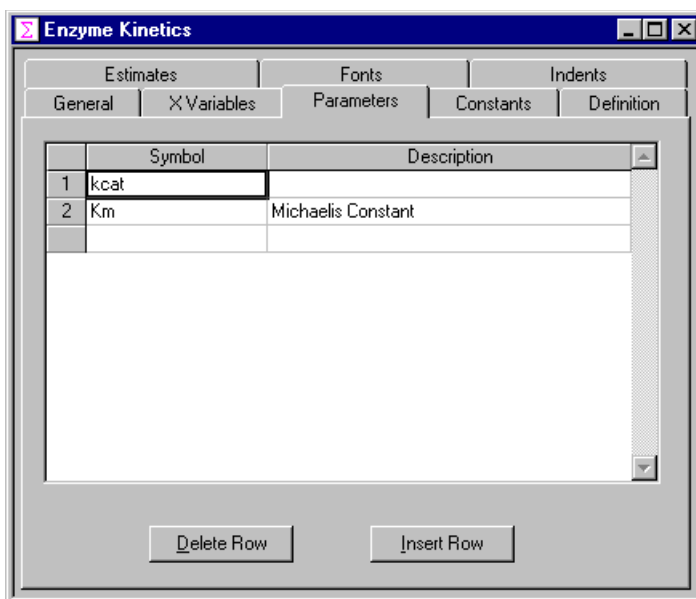 Σ Enzyme Kinetics
Estimates Fonts Indents
General X Variables Parameters Constants Definition
Symbol Description
1 kcat
2 Km Michaelis Constant
Delete Row Insert Row